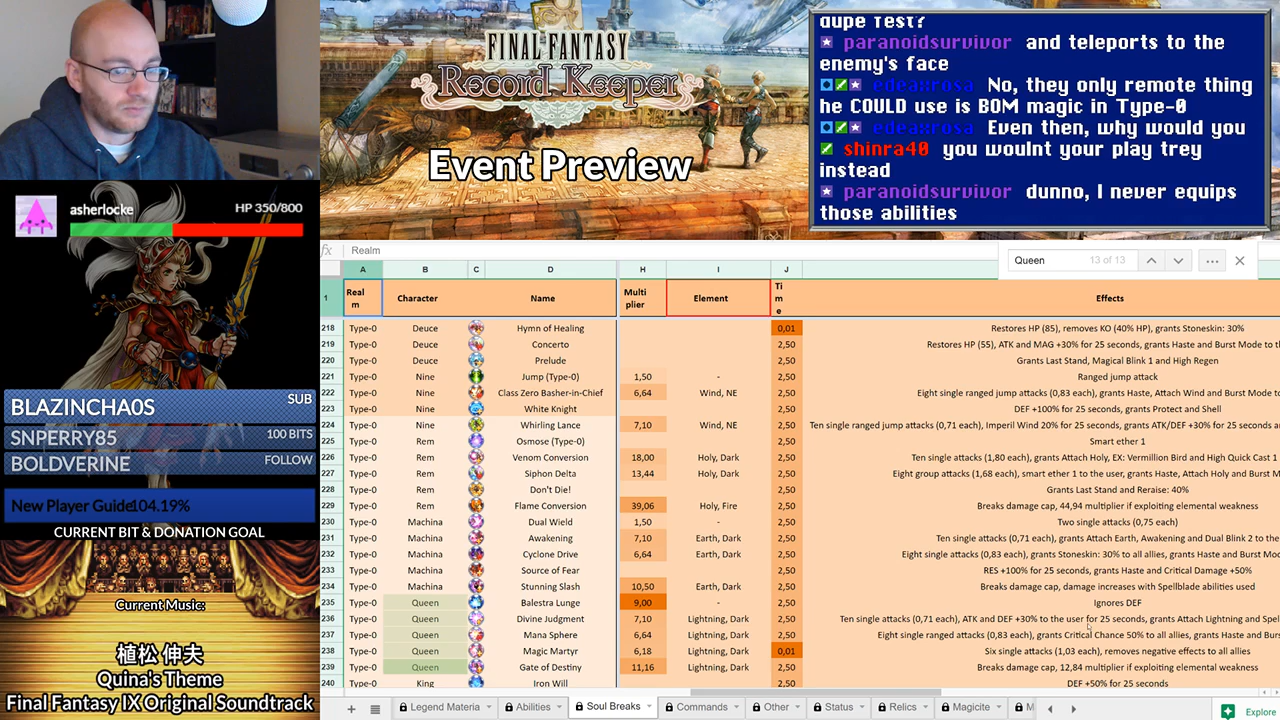 FINAL FANTASY
Record Keeper
Event Preview
dupe Test?
paranoidsurvivor and teleports to the
enemy's face
edeaxrosa No, they only remote thing
he COULD use is BOM magic in Type-0
edeaxrosa Even then, why would you
shinra40 you woulnt your play trey
instead
paranoidsurvivor dunno, I never equips
those abilities
asherlocke HP 350/800
BLAZINCHA0S SUB
SNPERRY85 100 BITS
BOLDVERINE FOLLOW
New Player Guide104.19%
CURRENT BIT & DONATION GOAL
Current Music:
植松 伸夫
Quina's Theme
Final Fantasy IX Original Soundtrack
fx Realm
Queen 13 of 13
A B C D H I J
1 Realm Character Name Multiplier Element Time Effects
218 Type-0 Deuce Hymn of Healing 0,01 Restores HP (85), removes KO (40% HP), grants Stoneskin: 30%
219 Type-0 Deuce Concerto 2,50 Restores HP (55), ATK and MAG +30% for 25 seconds, grants Haste and Burst Mode to th
220 Type-0 Deuce Prelude 2,50 Grants Last Stand, Magical Blink 1 and High Regen
221 Type-0 Nine Jump (Type-0) 1,50 - 2,50 Ranged jump attack
222 Type-0 Nine Class Zero Basher-in-Chief 6,64 Wind, NE 2,50 Eight single ranged jump attacks (0,83 each), grants Haste, Attach Wind and Burst Mode to
223 Type-0 Nine White Knight 2,50 DEF +100% for 25 seconds, grants Protect and Shell
224 Type-0 Nine Whirling Lance 7,10 Wind, NE 2,50 Ten single ranged jump attacks (0,71 each), Imperil Wind 20% for 25 seconds, grants ATK/DEF +30% for 25 seconds a
225 Type-0 Rem Osmose (Type-0) 2,50 Smart ether 1
226 Type-0 Rem Venom Conversion 18,00 Holy, Dark 2,50 Ten single attacks (1,80 each), grants Attach Holy, EX: Vermillion Bird and High Quick Cast 1
227 Type-0 Rem Siphon Delta 13,44 Holy, Dark 2,50 Eight group attacks (1,68 each), smart ether 1 to the user, grants Haste, Attach Holy and Burst M
228 Type-0 Rem Don't Die! 2,50 Grants Last Stand and Reraise: 40%
229 Type-0 Rem Flame Conversion 39,06 Holy, Fire 2,50 Breaks damage cap, 44,94 multiplier if exploiting elemental weakness
230 Type-0 Machina Dual Wield 1,50 - 2,50 Two single attacks (0,75 each)
231 Type-0 Machina Awakening 7,10 Earth, Dark 2,50 Ten single attacks (0,71 each), grants Attach Earth, Awakening and Dual Blink 2 to the
232 Type-0 Machina Cyclone Drive 6,64 Earth, Dark 2,50 Eight single attacks (0,83 each), grants Stoneskin: 30% to all allies, grants Haste and Burst Mod
233 Type-0 Machina Source of Fear 2,50 RES +100% for 25 seconds, grants Haste and Critical Damage +50%
234 Type-0 Machina Stunning Slash 10,50 Earth, Dark 2,50 Breaks damage cap, damage increases with Spellblade abilities used
235 Type-0 Queen Balestra Lunge 9,00 - 2,50 Ignores DEF
236 Type-0 Queen Divine Judgment 7,10 Lightning, Dark 2,50 Ten single attacks (0,71 each), ATK and DEF +30% to the user for 25 seconds, grants Attach Lightning and Spel
237 Type-0 Queen Mana Sphere 6,64 Lightning, Dark 2,50 Eight single ranged attacks (0,83 each), grants Critical Chance 50% to all allies, grants Haste and Burs
238 Type-0 Queen Magic Martyr 6,18 Lightning, Dark 0,01 Six single attacks (1,03 each), removes negative effects to all allies
239 Type-0 Queen Gate of Destiny 11,16 Lightning, Dark 2,50 Breaks damage cap, 12,84 multiplier if exploiting elemental weakness
240 Type-0 King Iron Will 2,50 DEF +50% for 25 seconds
Legend Materia Abilities Soul Breaks Commands Other Status Relics Magicite M Explore